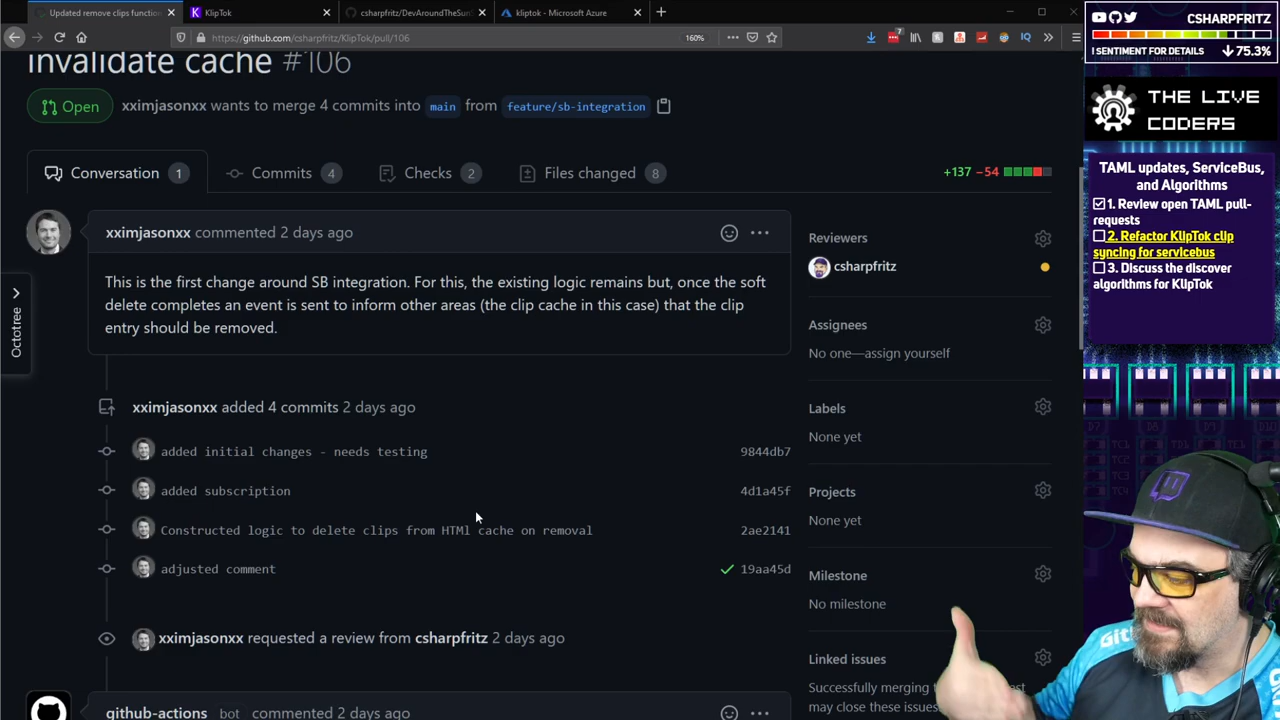 Updated remove clips function
KlipTok
csharpfritz/DevAroundTheSun
kliptok - Microsoft Azure
https://github.com/csharpfritz/KlipTok/pull/106
160%
7
IQ
invalidate cache #106
Open
xximjasonxx wants to merge 4 commits into main from feature/sb-integration
Conversation 1
Commits 4
Checks 2
Files changed 8
+137 −54
xximjasonxx commented 2 days ago
This is the first change around SB integration. For this, the existing logic remains but, once the soft
delete completes an event is sent to inform other areas (the clip cache in this case) that the clip
entry should be removed.
Octotree
xximjasonxx added 4 commits 2 days ago
added initial changes - needs testing 9844db7
added subscription 4d1a45f
Constructed logic to delete clips from HTMl cache on removal 2ae2141
adjusted comment 19aa45d
xximjasonxx requested a review from csharpfritz 2 days ago
github-actions bot commented 2 days ago
Reviewers
csharpfritz
Assignees
No one—assign yourself
Labels
None yet
Projects
None yet
Milestone
No milestone
Linked issues
Successfully merging
may close these issues
CSHARPFRITZ
! SENTIMENT FOR DETAILS 75.3%
THE LIVE
CODERS
TAML updates, ServiceBus,
and Algorithms
1. Review open TAML pull-
requests
2. Refactor KlipTok clip
syncing for servicebus
3. Discuss the discover
algorithms for KlipTok